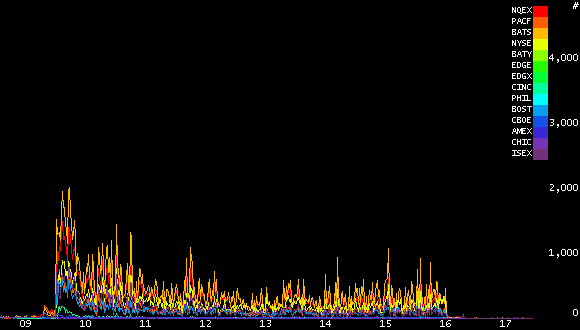 #
NQEX
PACF
BATS
NYSE
BATY
EDGE
EDGX
CINC
PHIL
BOST
CBOE
AMEX
CHIC
ISEX
4,000
3,000
2,000
1,000
0
09 10 11 12 13 14 15 16 17